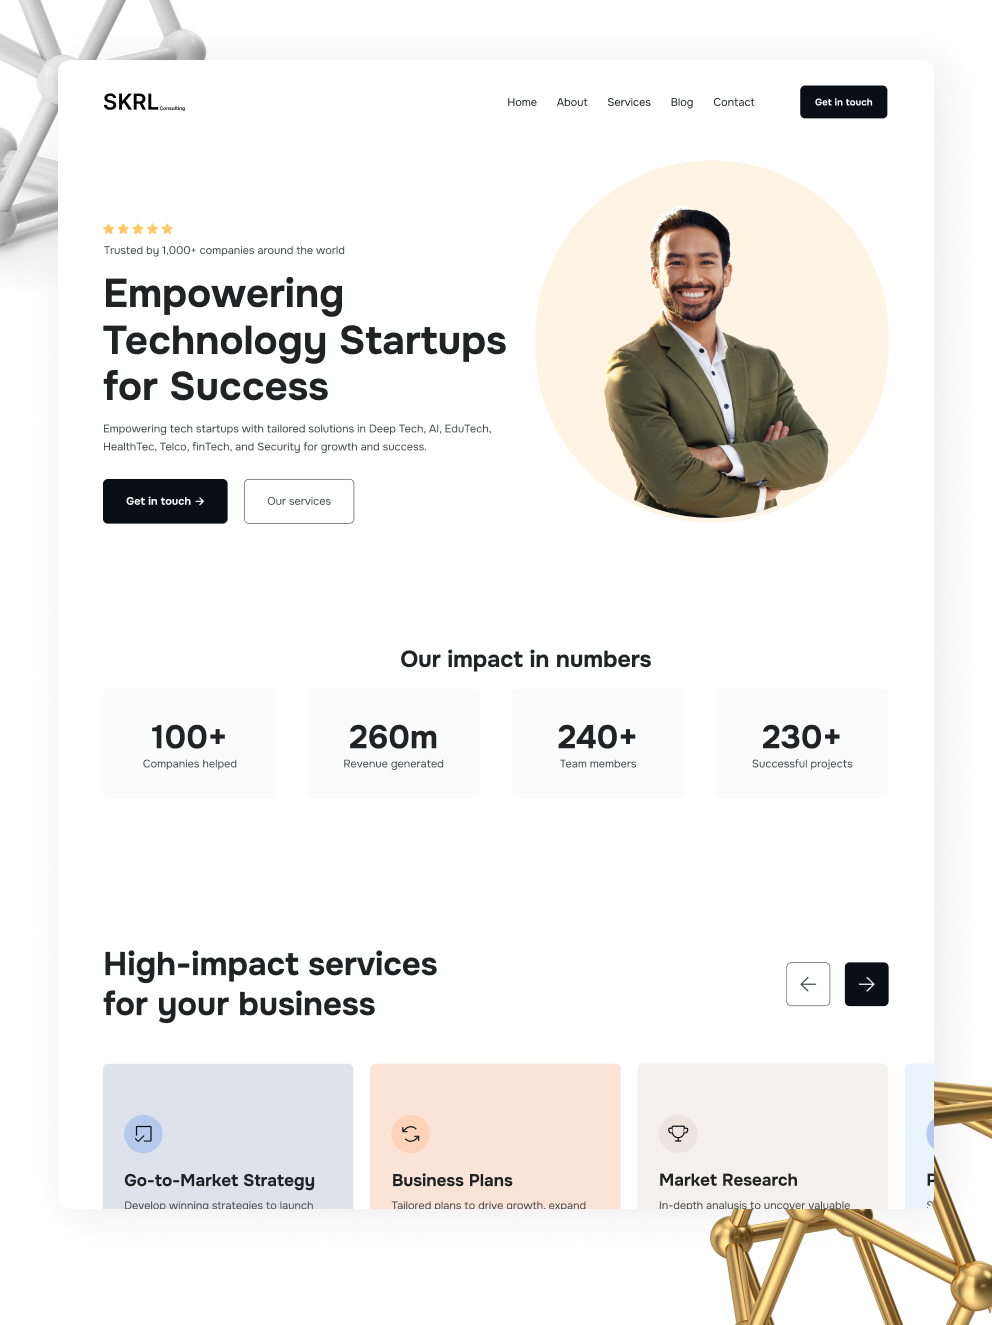 SKRL Consulting
Home About Services Blog Contact Get in touch
Trusted by 1,000+ companies around the world
Empowering
Technology Startups
for Success
Empowering tech startups with tailored solutions in Deep Tech, AI, EduTech,
HealthTec, Telco, finTech, and Security for growth and success.
Get in touch →
Our services
Our impact in numbers
100+
Companies helped
260m
Revenue generated
240+
Team members
230+
Successful projects
High-impact services
for your business
Go-to-Market Strategy
Develop winning strategies to launch
Business Plans
Tailored plans to drive growth, expand
Market Research
In-depth analysis to uncover valuable